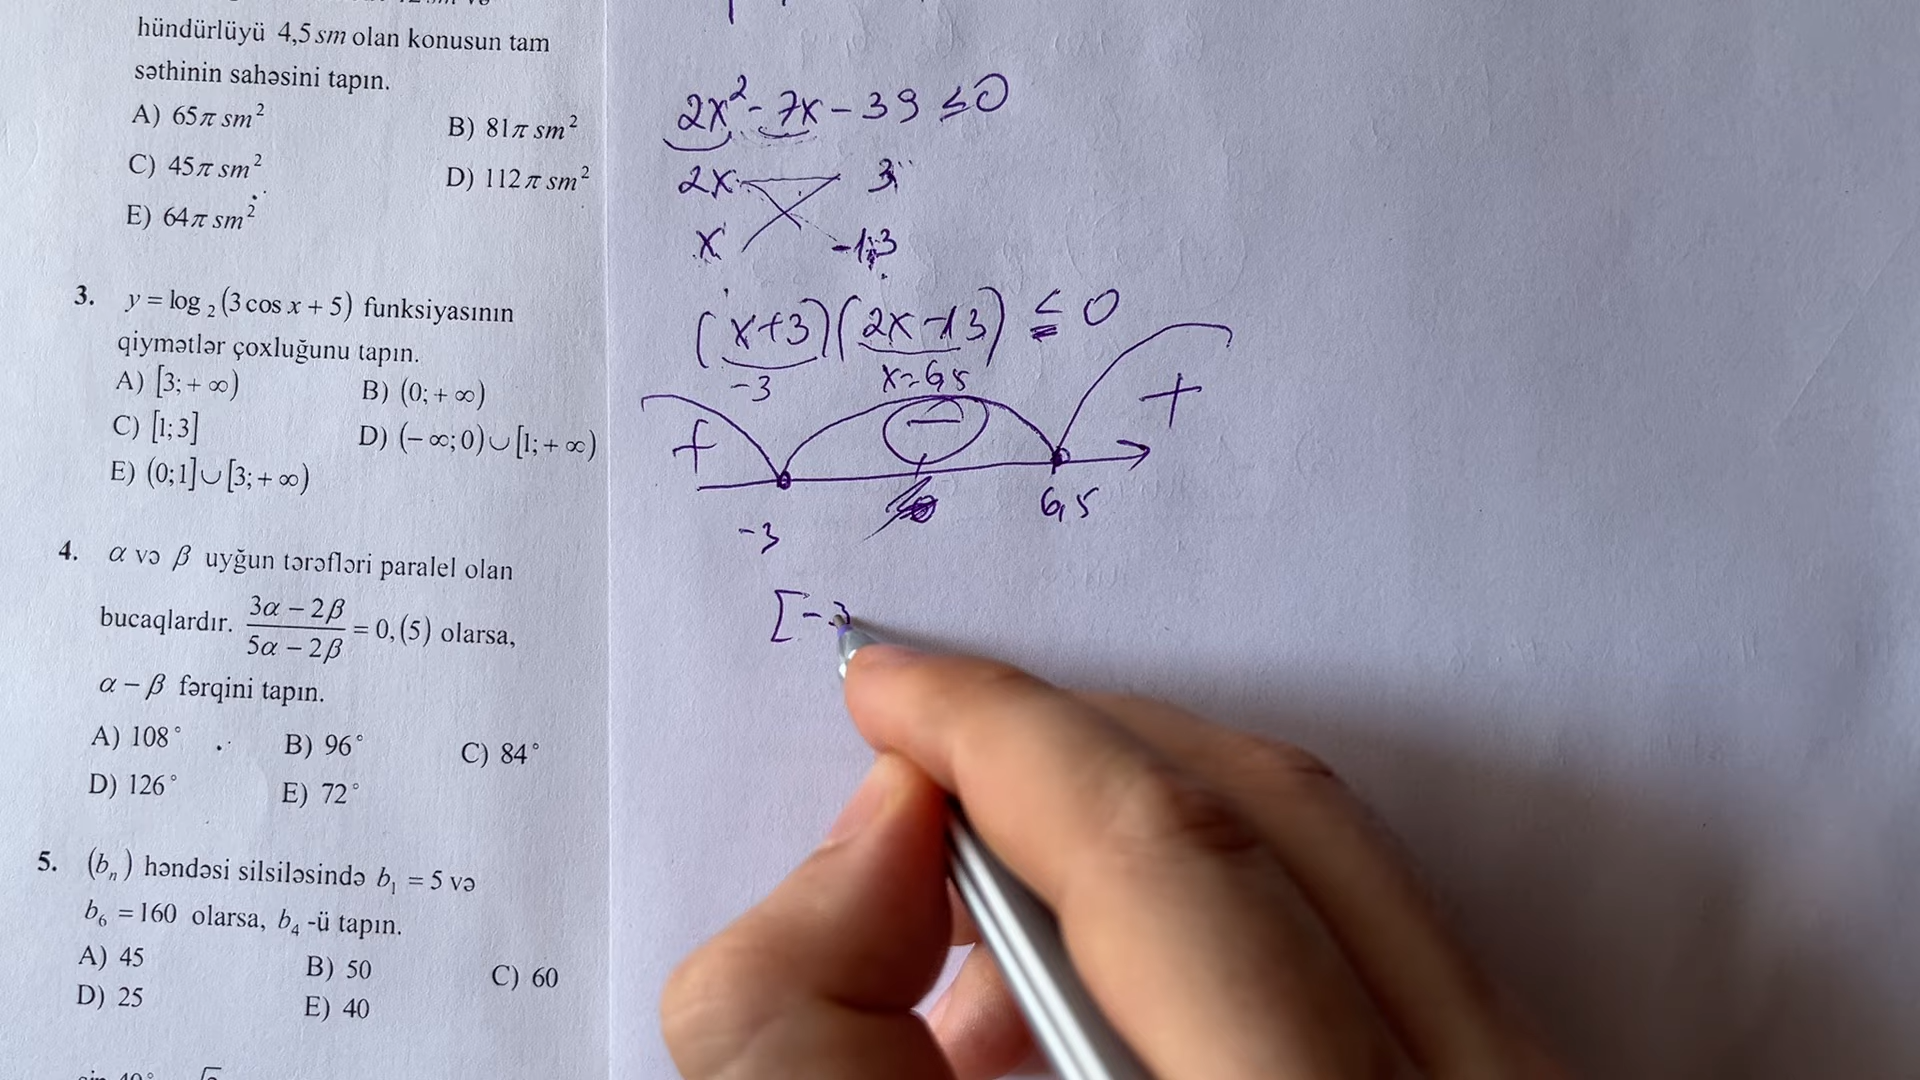 hündürlüyü 4,5 sm olan konusun tam
səthinin sahəsini tapın.
A) 65π sm²
B) 81π sm²
C) 45π sm²
D) 112π sm²
E) 64π sm²
3. y = log₂(3 cos x + 5) funksiyasının
qiymətlər çoxluğunu tapın.
A) [3; + ∞)
B) (0; + ∞)
C) [1; 3]
D) (− ∞; 0)∪[1; + ∞)
E) (0; 1]∪[3; + ∞)
4. α və β uyğun tərəfləri paralel olan
bucaqlardır. (3α − 2β)/(5α − 2β) = 0,(5) olarsa,
α − β fərqini tapın.
A) 108°
B) 96°
C) 84°
D) 126°
E) 72°
5. (bₙ) həndəsi silsiləsində b₁ = 5 və
b₆ = 160 olarsa, b₄ -ü tapın.
A) 45
B) 50
C) 60
D) 25
E) 40
2x² - 7x - 39 ≤ 0
2x 3
x -13
(x+3)(2x-13) ≤ 0
-3 x=6,5
+ − +
-3 6,5
[-3